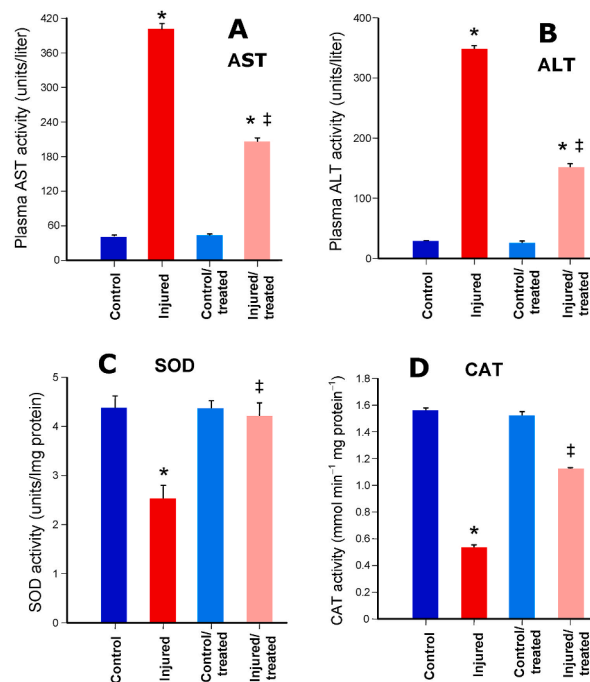 A
AST
Plasma AST activity (units/liter)
420
360
300
240
180
120
60
0
*
* ‡
Control
Injured
Control/
treated
Injured/
treated
B
ALT
Plasma ALT activity (units/liter)
400
300
200
100
0
*
* ‡
Control
Injured
Control/
treated
Injured/
treated
C
SOD
SOD activity (units/lmg protein)
5
4
3
2
1
0
*
‡
Control
Injured
Control/
treated
Injured/
treated
D
CAT
CAT activity (mmol min⁻¹ mg protein⁻¹)
1.8
1.6
1.4
1.2
1.0
0.8
0.6
0.4
0.2
0
*
‡
Control
Injured
Control/
treated
Injured/
treated